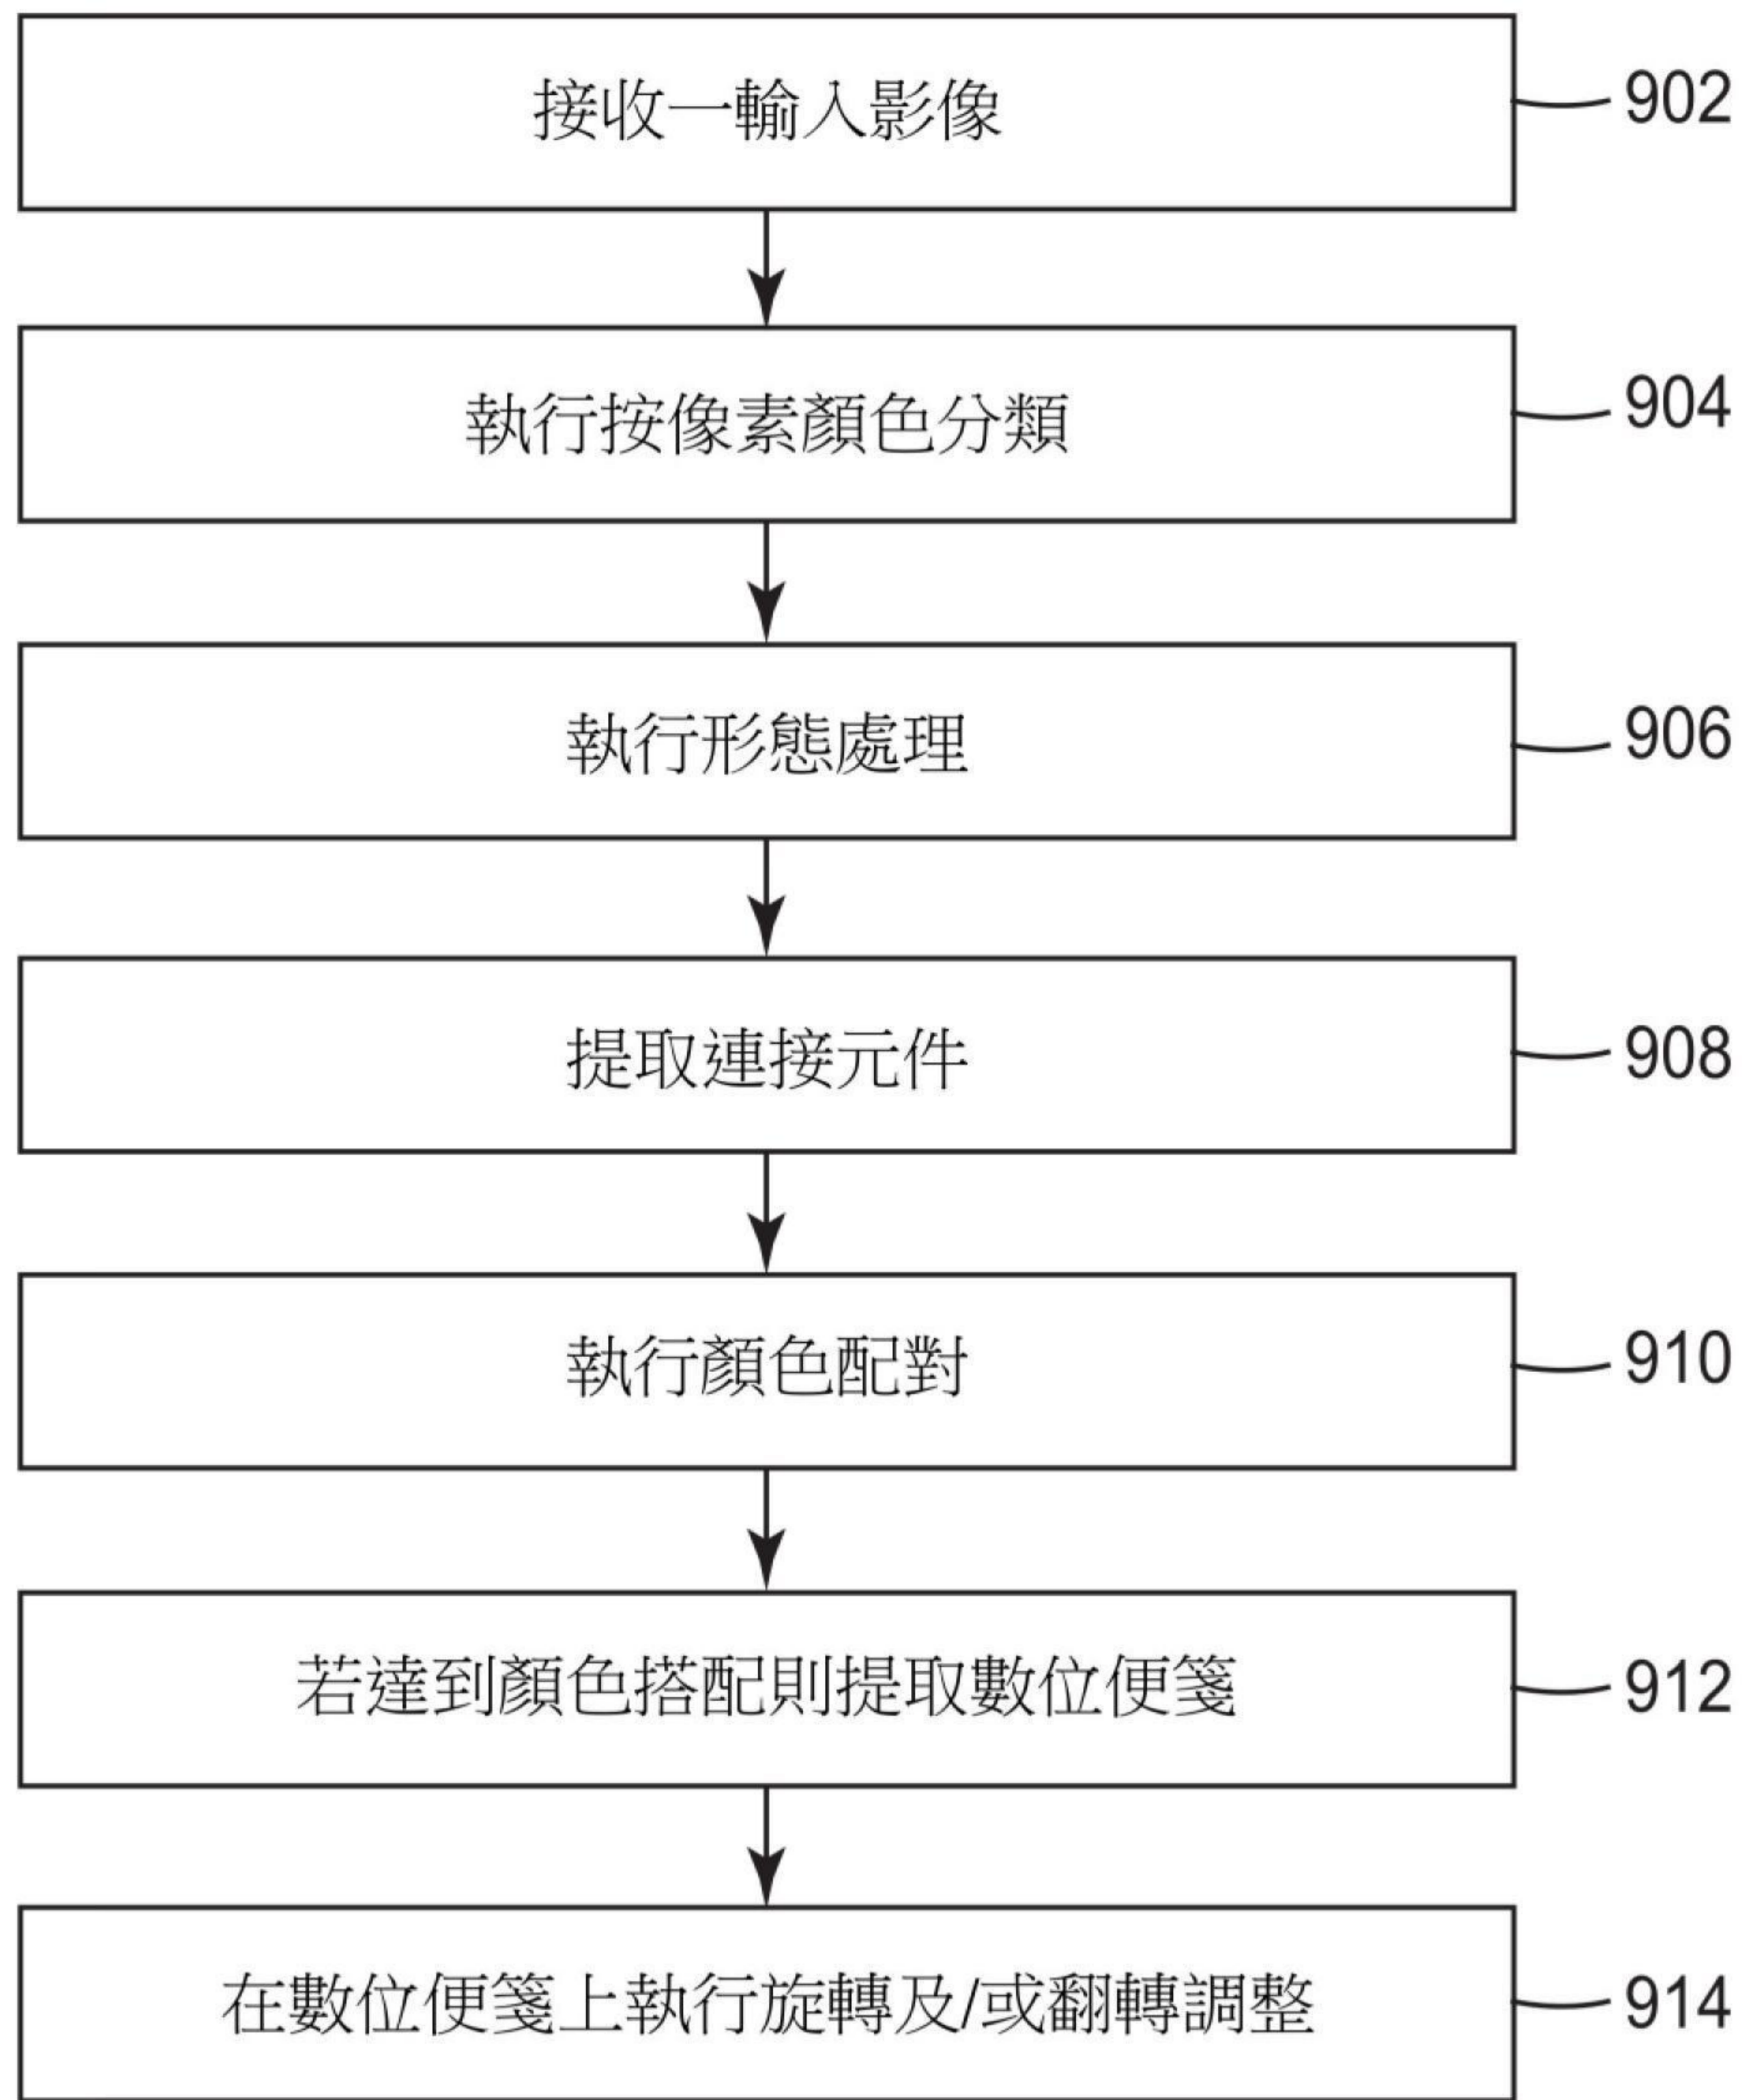 接收一輸入影像 902
執行按像素顏色分類 904
執行形態處理 906
提取連接元件 908
執行顏色配對 910
若達到顏色搭配則提取數位便箋 912
在數位便箋上執行旋轉及/或翻轉調整 914